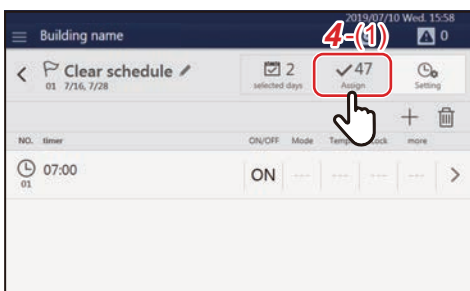 2019/07/10 Wed. 15:58
Building name
4-(1)
0
Clear schedule
01 7/16, 7/28
2
selected days
47
Assign
Setting
NO. timer ON/OFF Mode Temp. more
07:00 ON --- --- --- ---
01